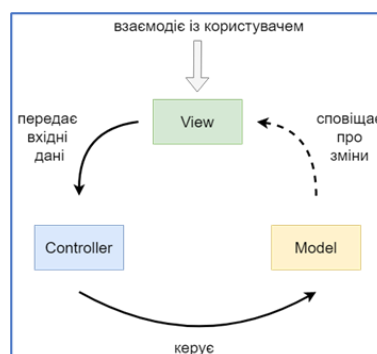 взаємодіє із користувачем
View
передає
вхідні
дані
сповіщає
про
зміни
Controller
Model
керує